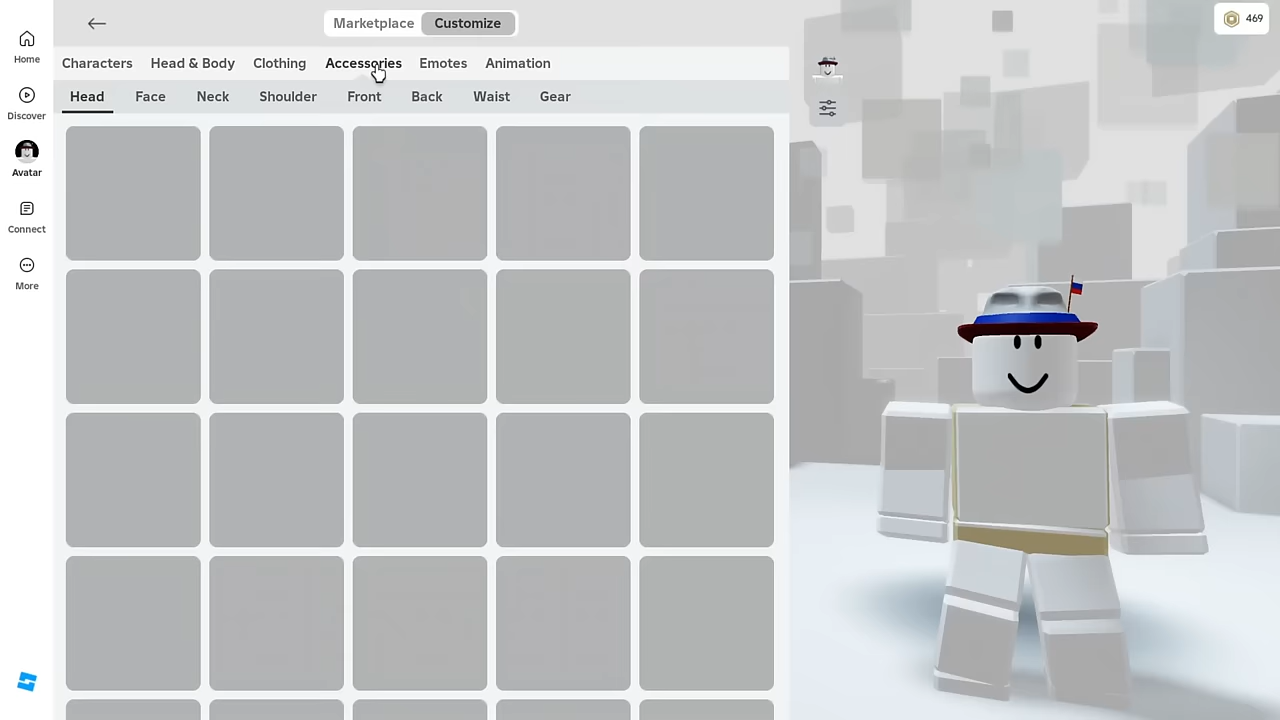 Marketplace Customize
469
Home
Characters Head & Body Clothing Accessories Emotes Animation
Head Face Neck Shoulder Front Back Waist Gear
Discover
Avatar
Connect
More